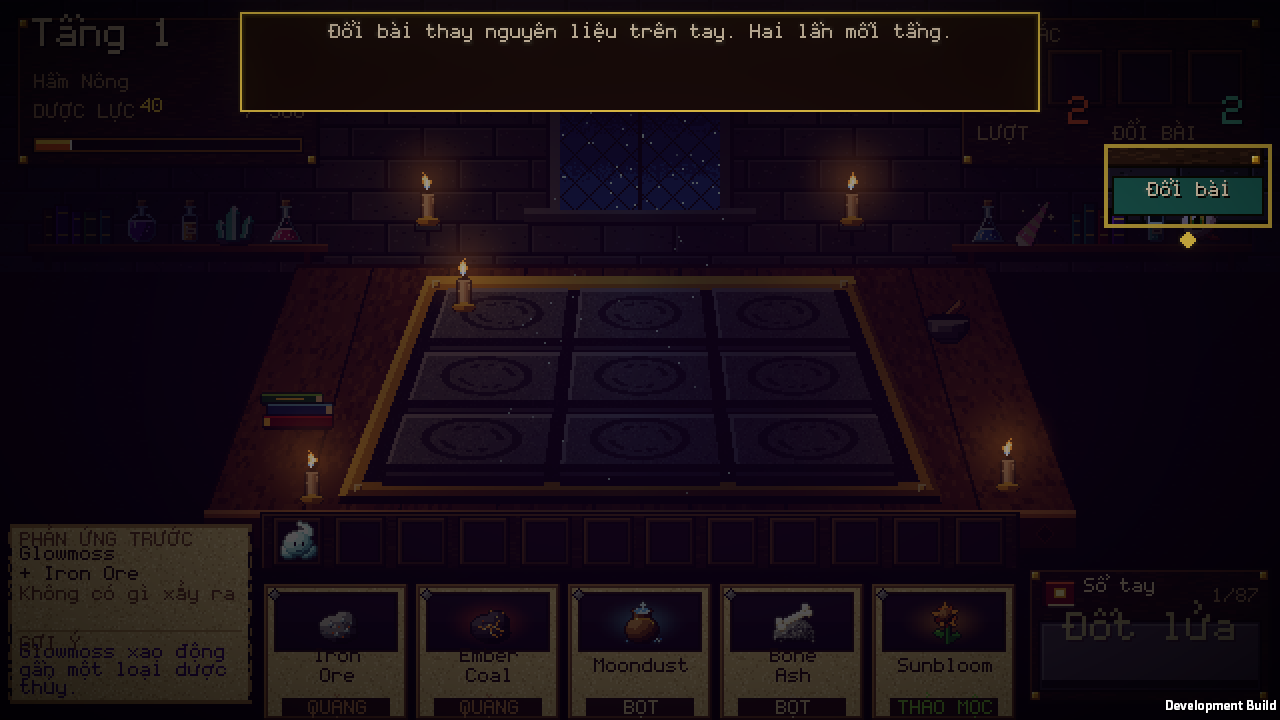 Đổi bài thay nguyên liệu trên tay. Hai lần mỗi tầng.
Tầng 1
Hầm Nông
DƯỢC LỰC 40
LƯỢT 2
ĐỔI BÀI 2
Đổi bài
PHẢN ỨNG TRƯỚC
Glowmoss
+ Iron Ore
Không có gì xảy ra
GỢI Ý
Glowmoss xao động
gần một loại dược
thủy.
Iron
Ore
QUẶNG
Ember
Coal
QUẶNG
Moondust
BỘT
Bone
Ash
BỘT
Sunbloom
THẢO MỘC
Sổ tay
1/87
Đốt lửa
Development Build